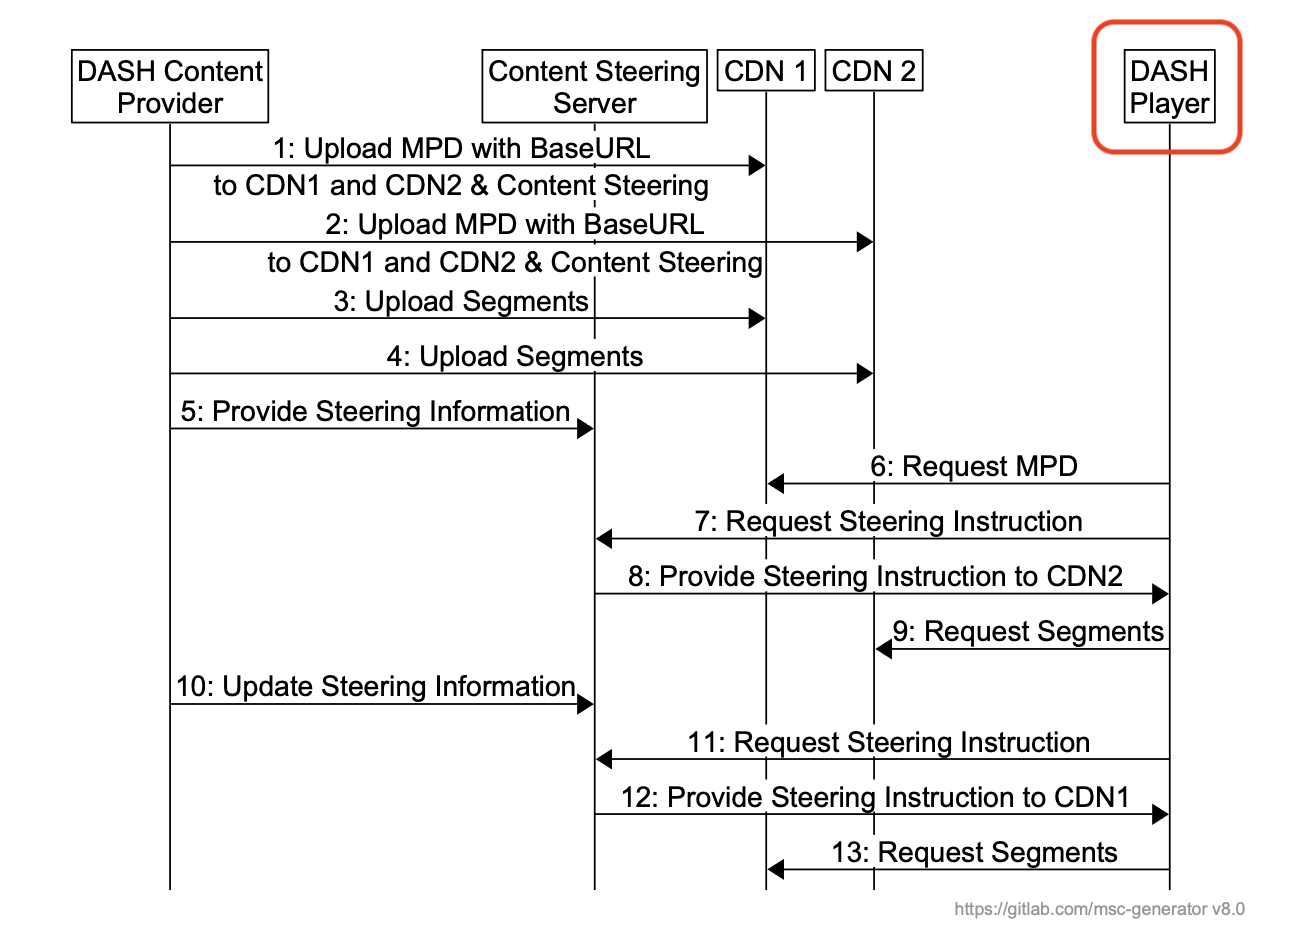 DASH Content
Provider
Content Steering
Server
CDN 1
CDN 2
DASH
Player
1: Upload MPD with BaseURL
to CDN1 and CDN2 & Content Steering
2: Upload MPD with BaseURL
to CDN1 and CDN2 & Content Steering
3: Upload Segments
4: Upload Segments
5: Provide Steering Information
6: Request MPD
7: Request Steering Instruction
8: Provide Steering Instruction to CDN2
9: Request Segments
10: Update Steering Information
11: Request Steering Instruction
12: Provide Steering Instruction to CDN1
13: Request Segments
https://gitlab.com/msc-generator v8.0